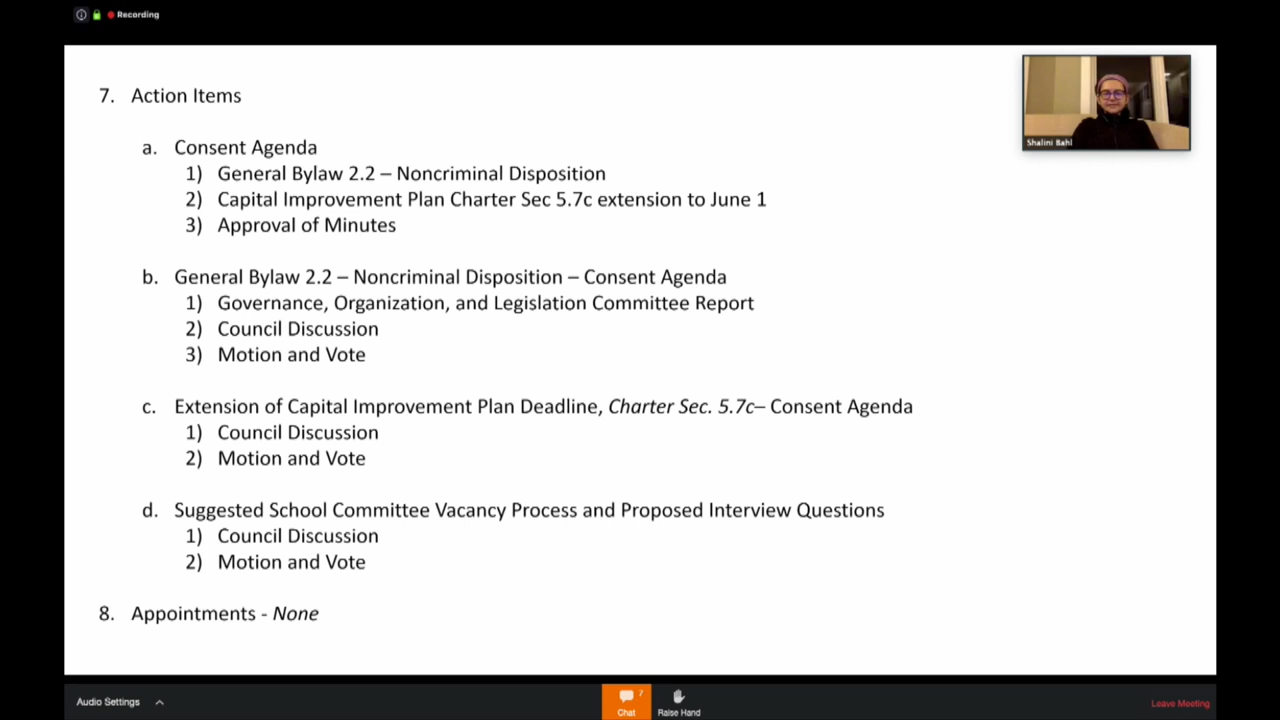 Recording
7. Action Items
Shalini Bahl
a. Consent Agenda
1) General Bylaw 2.2 – Noncriminal Disposition
2) Capital Improvement Plan Charter Sec 5.7c extension to June 1
3) Approval of Minutes
b. General Bylaw 2.2 – Noncriminal Disposition – Consent Agenda
1) Governance, Organization, and Legislation Committee Report
2) Council Discussion
3) Motion and Vote
c. Extension of Capital Improvement Plan Deadline, Charter Sec. 5.7c– Consent Agenda
1) Council Discussion
2) Motion and Vote
d. Suggested School Committee Vacancy Process and Proposed Interview Questions
1) Council Discussion
2) Motion and Vote
8. Appointments - None
Audio Settings
7
Chat
Raise Hand
Leave Meeting